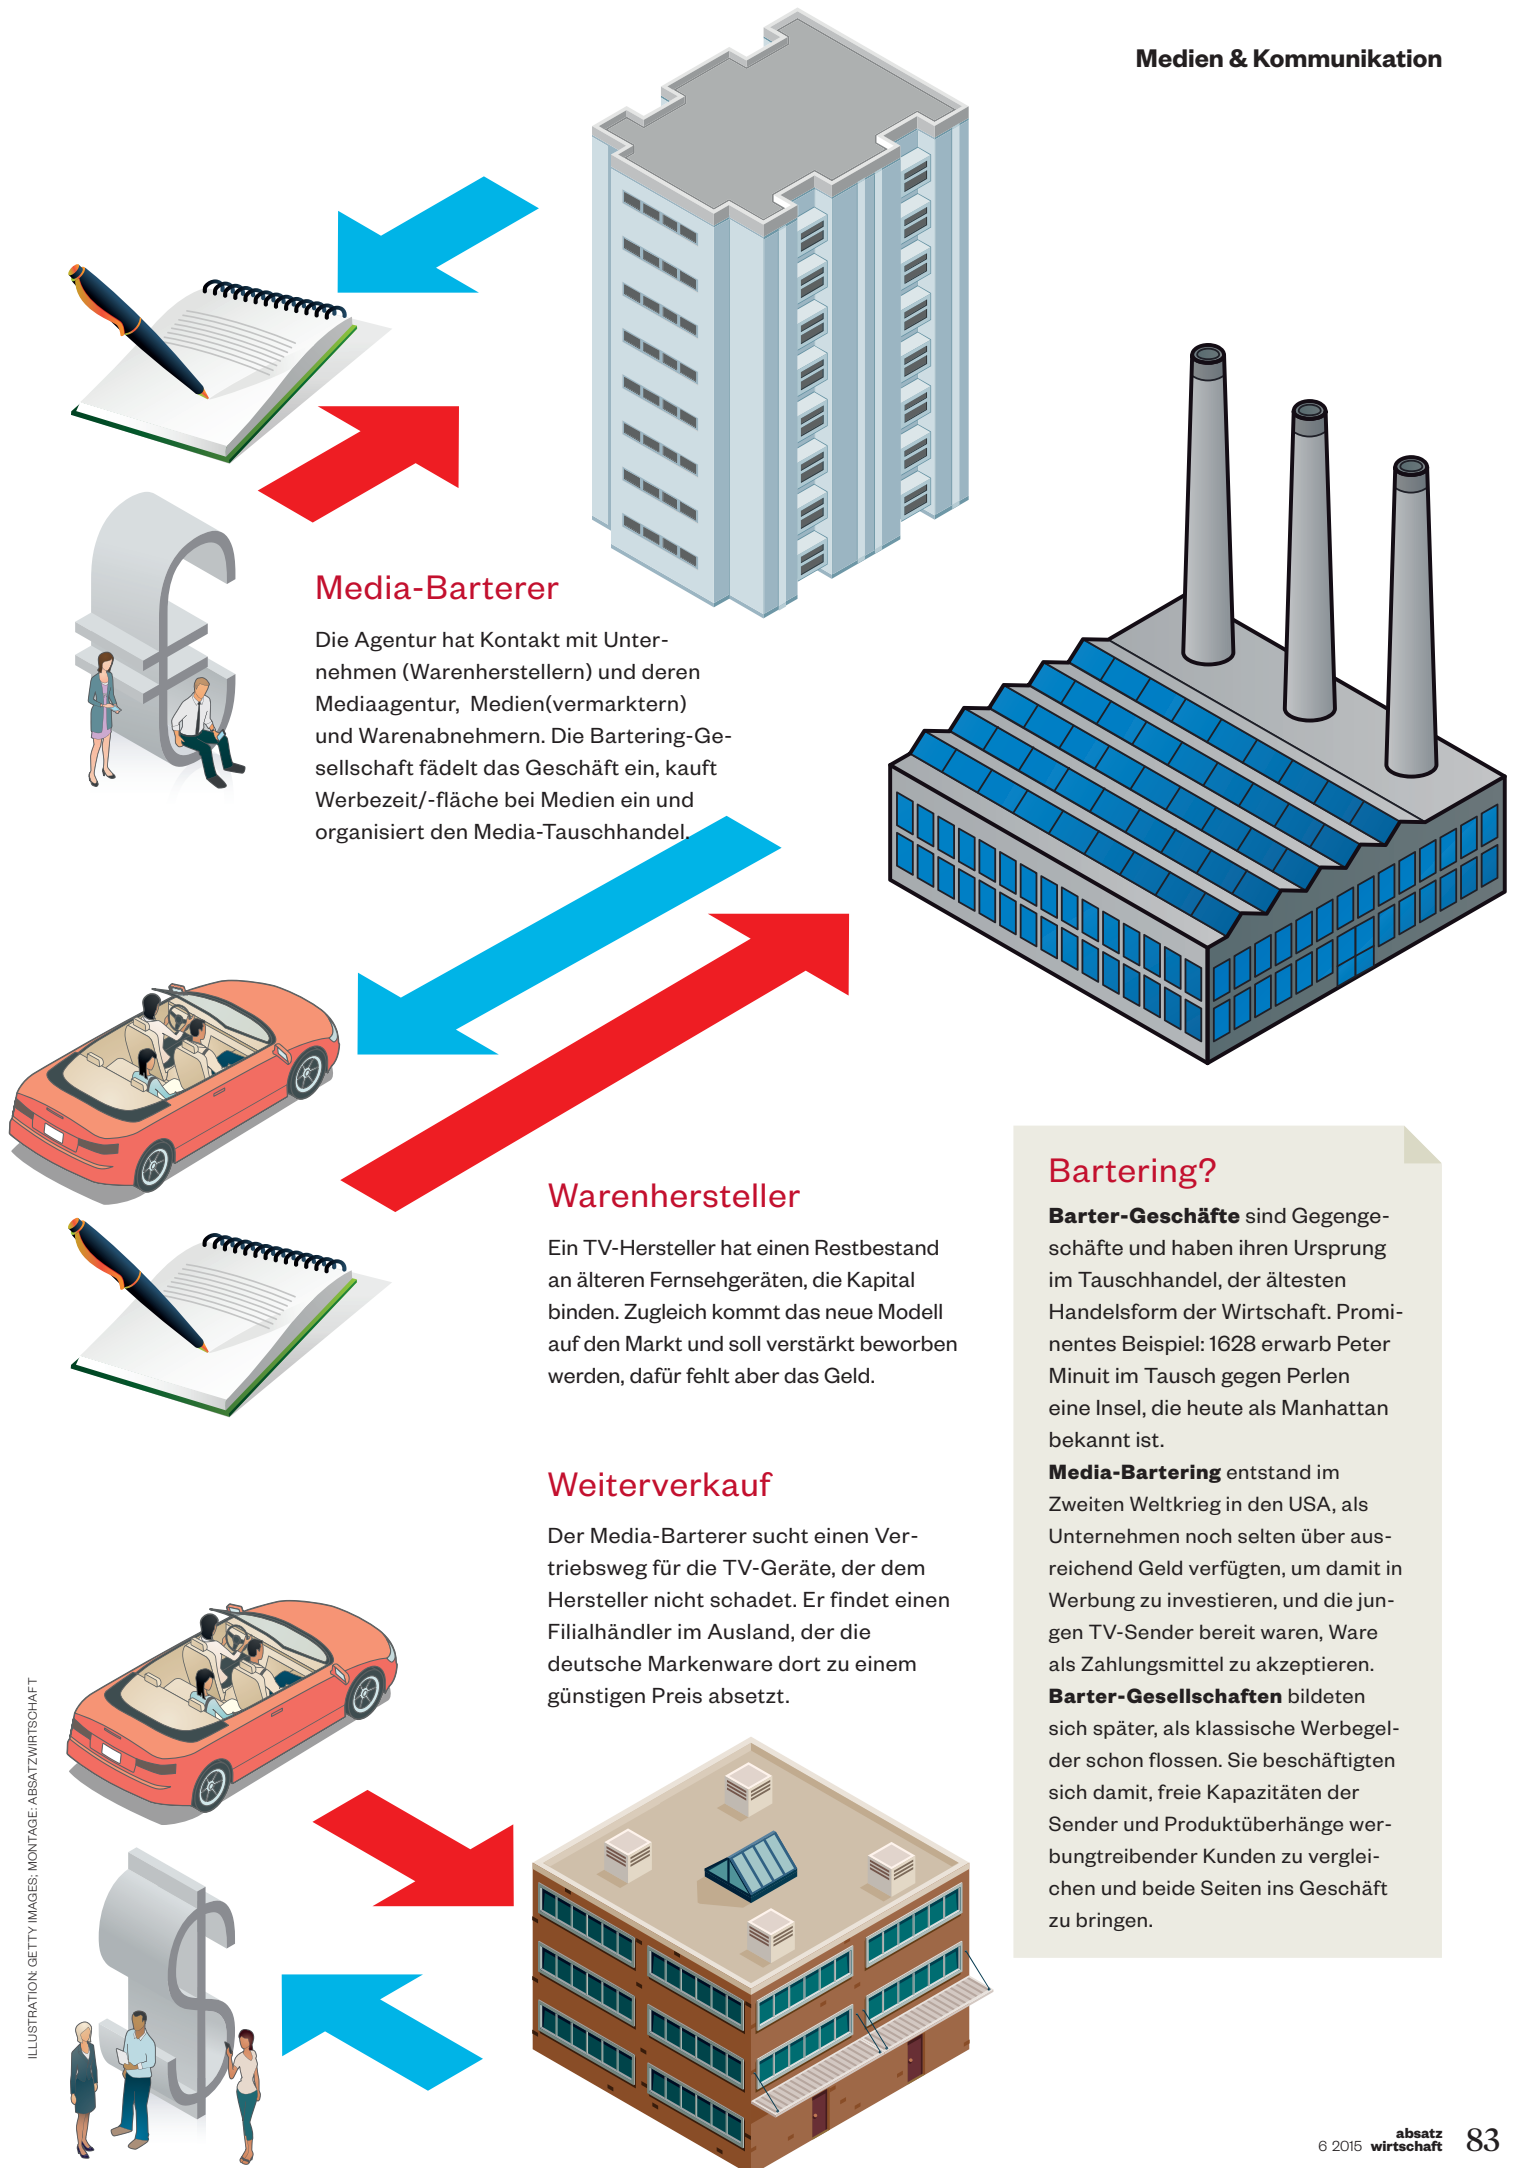 Medien & Kommunikation
Media-Barterer
Die Agentur hat Kontakt mit Unter-
nehmen (Warenherstellern) und deren
Mediaagentur, Medien(vermarktern)
und Warenabnehmern. Die Bartering-Ge-
sellschaft fädelt das Geschäft ein, kauft
Werbezeit/-fläche bei Medien ein und
organisiert den Media-Tauschhandel.
Warenhersteller
Ein TV-Hersteller hat einen Restbestand
an älteren Fernsehgeräten, die Kapital
binden. Zugleich kommt das neue Modell
auf den Markt und soll verstärkt beworben
werden, dafür fehlt aber das Geld.
Weiterverkauf
Der Media-Barterer sucht einen Ver-
triebsweg für die TV-Geräte, der dem
Hersteller nicht schadet. Er findet einen
Filialhändler im Ausland, der die
deutsche Markenware dort zu einem
günstigen Preis absetzt.
Bartering?
Barter-Geschäfte sind Gegenge-
schäfte und haben ihren Ursprung
im Tauschhandel, der ältesten
Handelsform der Wirtschaft. Promi-
nentes Beispiel: 1628 erwarb Peter
Minuit im Tausch gegen Perlen
eine Insel, die heute als Manhattan
bekannt ist.
Media-Bartering entstand im
Zweiten Weltkrieg in den USA, als
Unternehmen noch selten über aus-
reichend Geld verfügten, um damit in
Werbung zu investieren, und die jun-
gen TV-Sender bereit waren, Ware
als Zahlungsmittel zu akzeptieren.
Barter-Gesellschaften bildeten
sich später, als klassische Werbegel-
der schon flossen. Sie beschäftigten
sich damit, freie Kapazitäten der
Sender und Produktüberhänge wer-
bungtreibender Kunden zu verglei-
chen und beide Seiten ins Geschäft
zu bringen.
ILLUSTRATION: GETTY IMAGES; MONTAGE: ABSATZWIRTSCHAFT
absatz
6 2015 wirtschaft 83